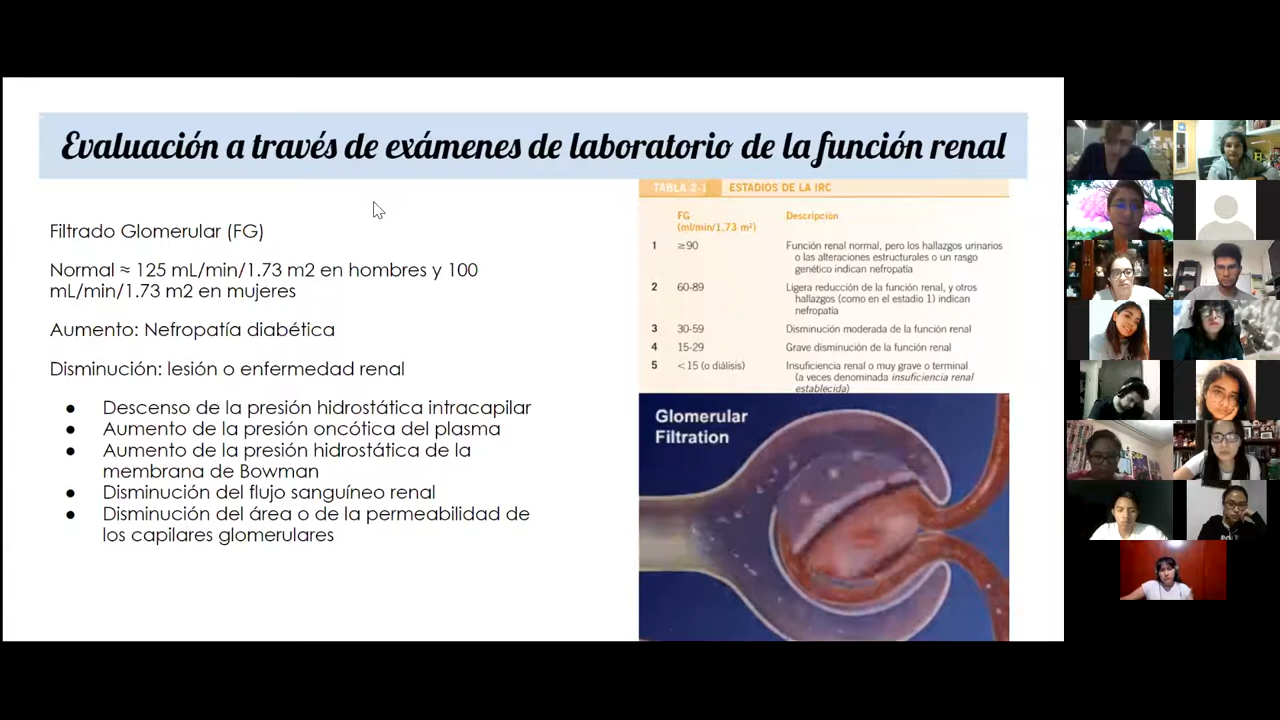 Evaluación a través de exámenes de laboratorio de la función renal
Filtrado Glomerular (FG)
Normal ≈ 125 mL/min/1.73 m2 en hombres y 100
mL/min/1.73 m2 en mujeres
Aumento: Nefropatía diabética
Disminución: lesión o enfermedad renal
● Descenso de la presión hidrostática intracapilar
● Aumento de la presión oncótica del plasma
● Aumento de la presión hidrostática de la
membrana de Bowman
● Disminución del flujo sanguíneo renal
● Disminución del área o de la permeabilidad de
los capilares glomerulares
TABLA 2-1 ESTADIOS DE LA IRC
FG
(ml/min/1,73 m²) Descripción
1 ≥90 Función renal normal, pero los hallazgos urinarios
o las alteraciones estructurales o un rasgo
genético indican nefropatía
2 60-89 Ligera reducción de la función renal, y otros
hallazgos (como en el estadio 1) indican
nefropatía
3 30-59 Disminución moderada de la función renal
4 15-29 Grave disminución de la función renal
5 <15 (o diálisis) Insuficiencia renal o muy grave o terminal
(a veces denominada insuficiencia renal
establecida)
Glomerular
Filtration